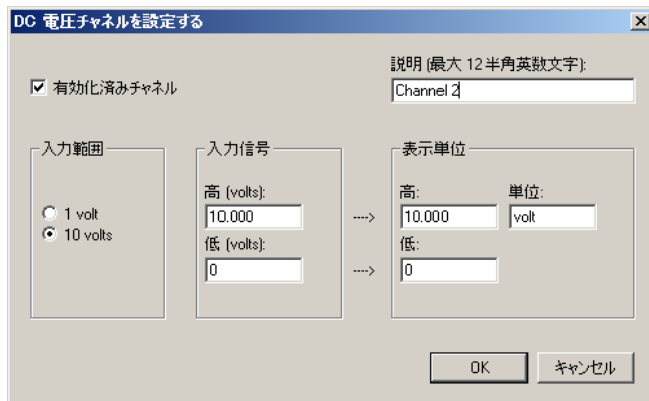 DC 電圧チャネルを設定する
説明 (最大 12 半角英数文字):
有効化済みチャネル
Channel 2
入力範囲
入力信号
表示単位
高 (volts):
高:
単位:
1 volt
10.000
---->
10.000
volt
10 volts
低 (volts):
低:
0
---->
0
OK
キャンセル